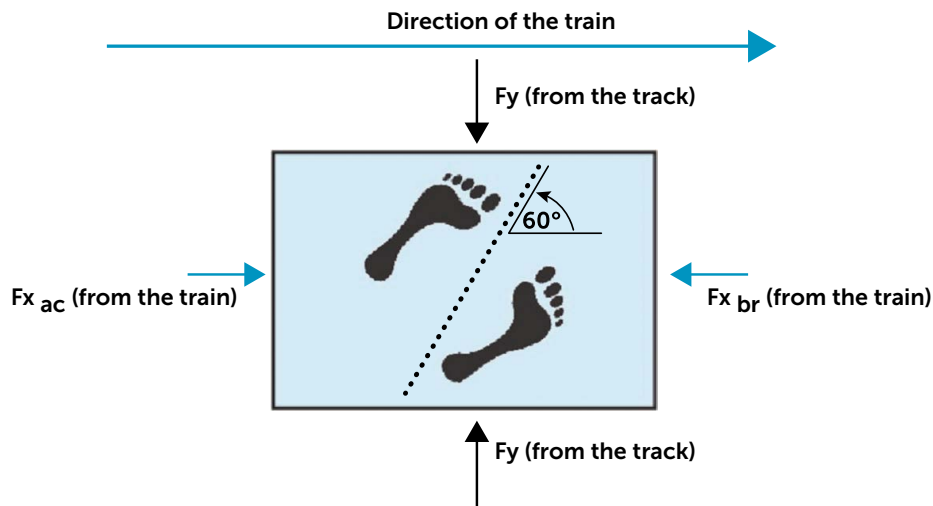 Direction of the train
Fy (from the track)
60°
Fx ac (from the train)
Fx br (from the train)
Fy (from the track)